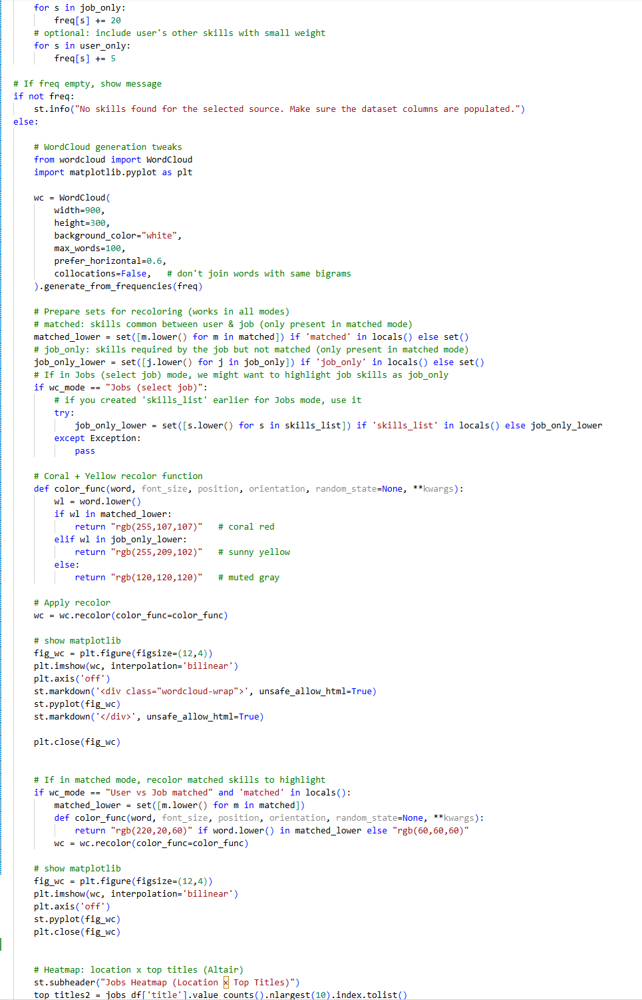 for s in job_only:
freq[s] += 20
# optional: include user's other skills with small weight
for s in user_only:
freq[s] += 5
# If freq empty, show message
if not freq:
st.info("No skills found for the selected source. Make sure the dataset columns are populated.")
else:
# WordCloud generation tweaks
from wordcloud import WordCloud
import matplotlib.pyplot as plt
wc = WordCloud(
width=900,
height=300,
background_color="white",
max_words=100,
prefer_horizontal=0.6,
collocations=False,   # don't join words with same bigrams
).generate_from_frequencies(freq)
# Prepare sets for recoloring (works in all modes)
# matched: skills common between user & job (only present in matched mode)
matched_lower = set([m.lower() for m in matched]) if 'matched' in locals() else set()
# job_only: skills required by the job but not matched (only present in matched mode)
job_only_lower = set([j.lower() for j in job_only]) if 'job_only' in locals() else set()
# If in Jobs (select job) mode, we might want to highlight job skills as job_only
if wc_mode == "Jobs (select job)":
# if you created 'skills_list' earlier for Jobs mode, use it
try:
job_only_lower = set([s.lower() for s in skills_list]) if 'skills_list' in locals() else job_only_lower
except Exception:
pass
# Coral + Yellow recolor function
def color_func(word, font_size, position, orientation, random_state=None, **kwargs):
wl = word.lower()
if wl in matched_lower:
return "rgb(255,107,107)"   # coral red
elif wl in job_only_lower:
return "rgb(255,209,102)"   # sunny yellow
else:
return "rgb(120,120,120)"   # muted gray
# Apply recolor
wc = wc.recolor(color_func=color_func)
# show matplotlib
fig_wc = plt.figure(figsize=(12,4))
plt.imshow(wc, interpolation='bilinear')
plt.axis('off')
st.markdown('<div class="wordcloud-wrap">', unsafe_allow_html=True)
st.pyplot(fig_wc)
st.markdown('</div>', unsafe_allow_html=True)
plt.close(fig_wc)
# If in matched mode, recolor matched skills to highlight
if wc_mode == "User vs Job matched" and 'matched' in locals():
matched_lower = set([m.lower() for m in matched])
def color_func(word, font_size, position, orientation, random_state=None, **kwargs):
return "rgb(220,20,60)" if word.lower() in matched_lower else "rgb(60,60,60)"
wc = wc.recolor(color_func=color_func)
# show matplotlib
fig_wc = plt.figure(figsize=(12,4))
plt.imshow(wc, interpolation='bilinear')
plt.axis('off')
st.pyplot(fig_wc)
plt.close(fig_wc)
# Heatmap: location x top titles (Altair)
st.subheader("Jobs Heatmap (Location × Top Titles)")
top_titles2 = jobs_df['title'].value_counts().nlargest(10).index.tolist()